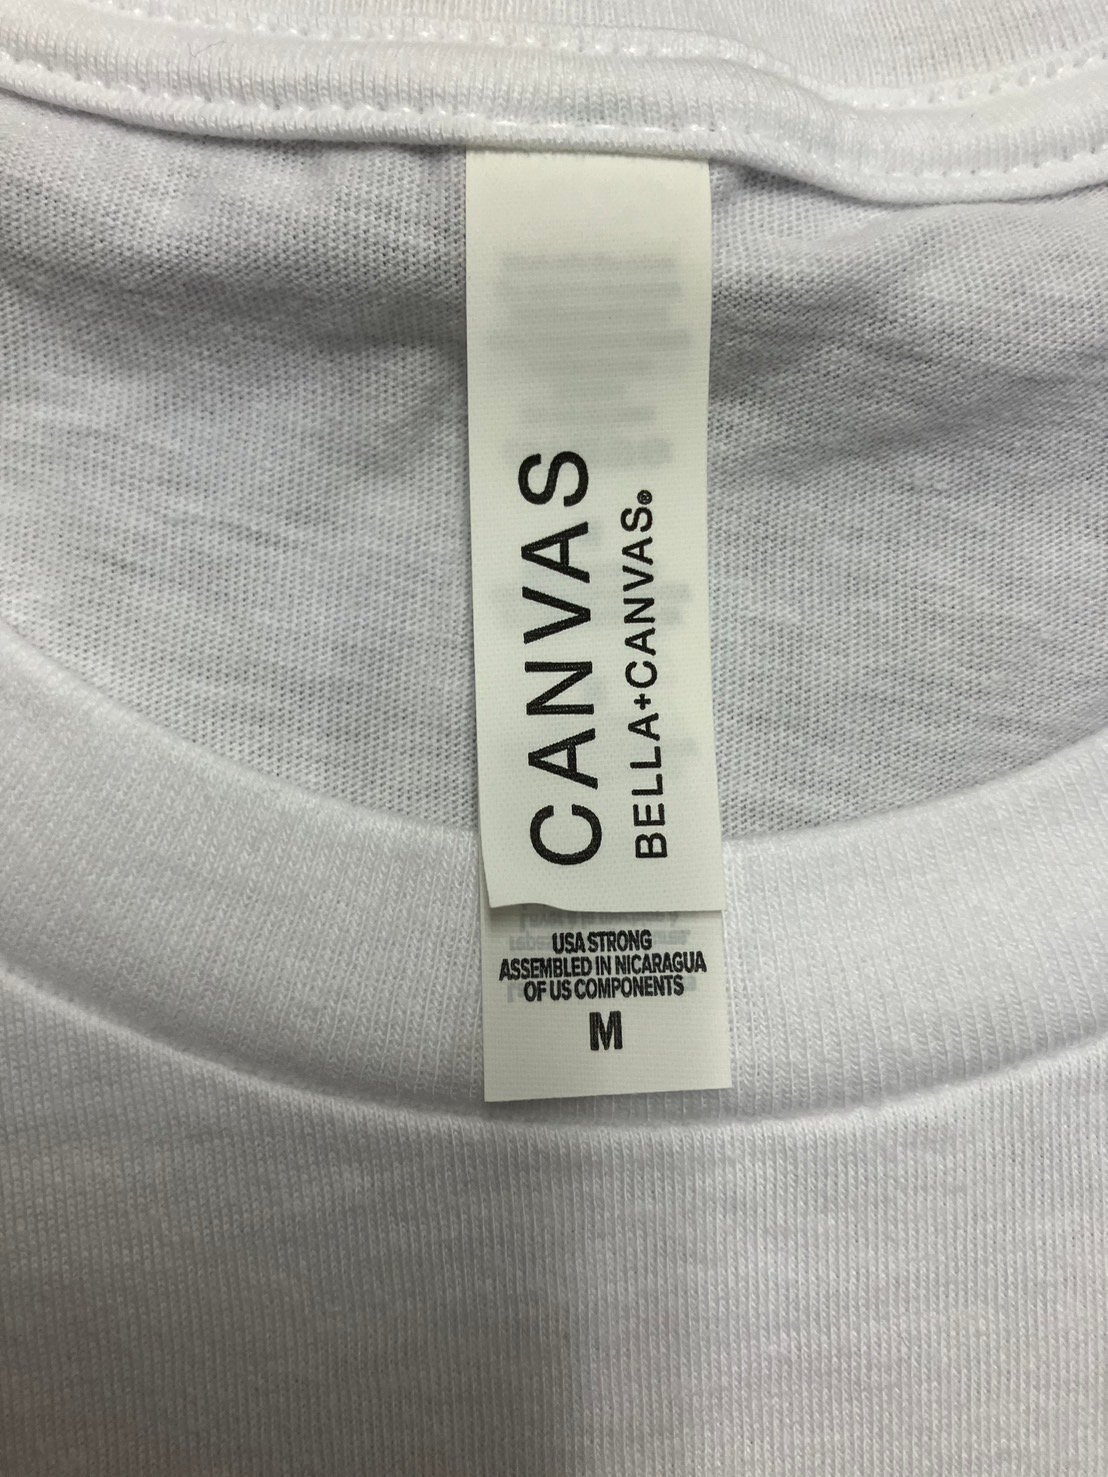 CANVAS
BELLA+CANVAS®
USA STRONG
ASSEMBLED IN NICARAGUA
OF US COMPONENTS
M